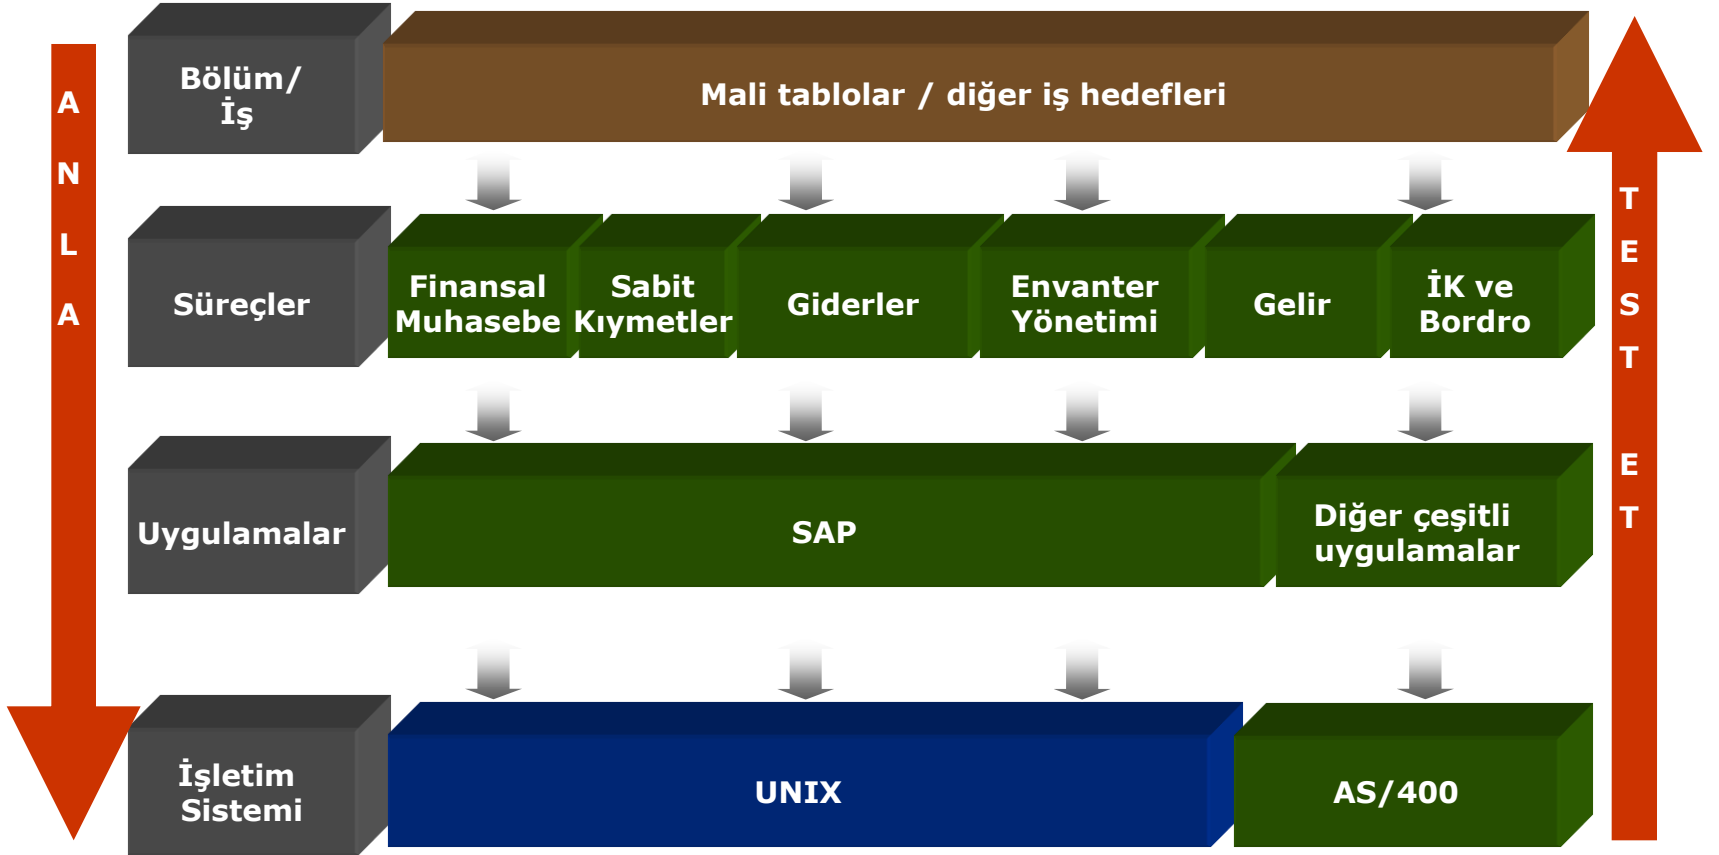 A
N
L
A
Bölüm/
İş
Mali tablolar / diğer iş hedefleri
Süreçler
Finansal
Muhasebe
Sabit
Kıymetler
Giderler
Envanter
Yönetimi
Gelir
İK ve
Bordro
Uygulamalar
SAP
Diğer çeşitli
uygulamalar
İşletim
Sistemi
UNIX
AS/400
T
E
S
T
E
T